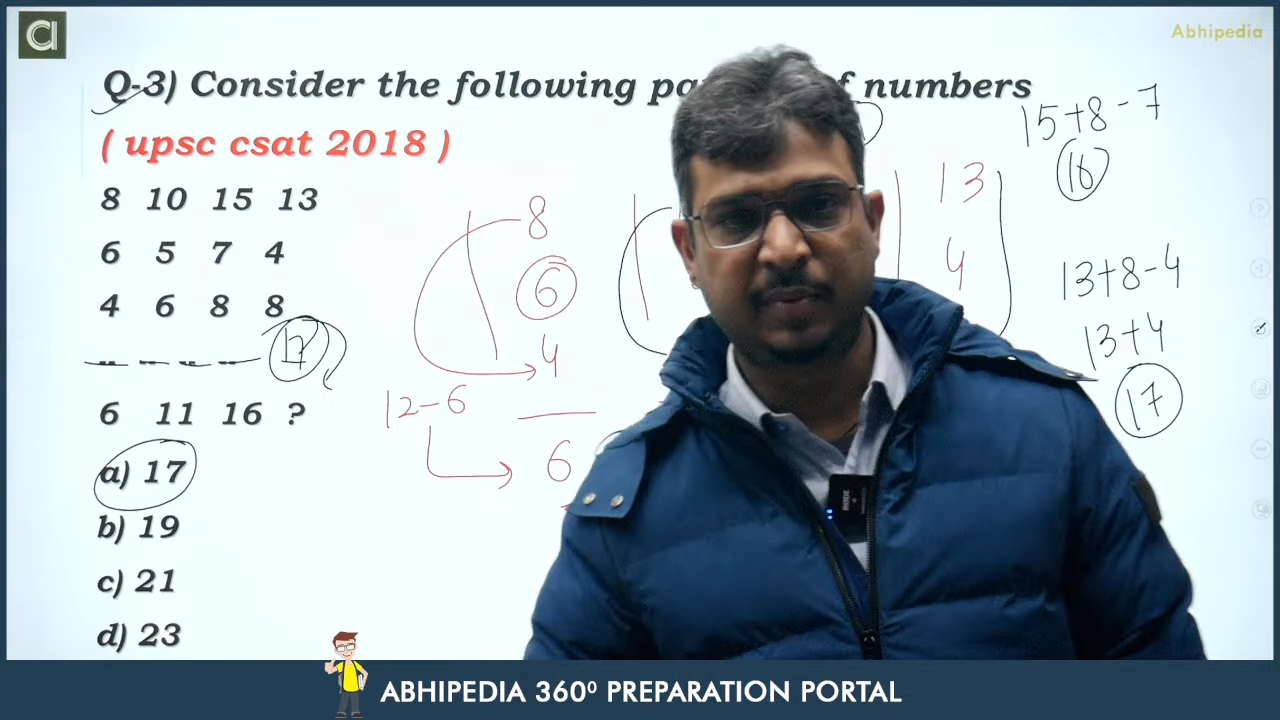 Abhipedia
Q-3) Consider the following of numbers
( upsc csat 2018 )
8 10 15 13
6 5 7 4
4 6 8 8
17
6 11 16 ?
a) 17
b) 19
c) 21
d) 23
8
6
4
12-6
6
13
4
15+8-7
16
13+8-4
13+4
17
ABHIPEDIA 360⁰ PREPARATION PORTAL